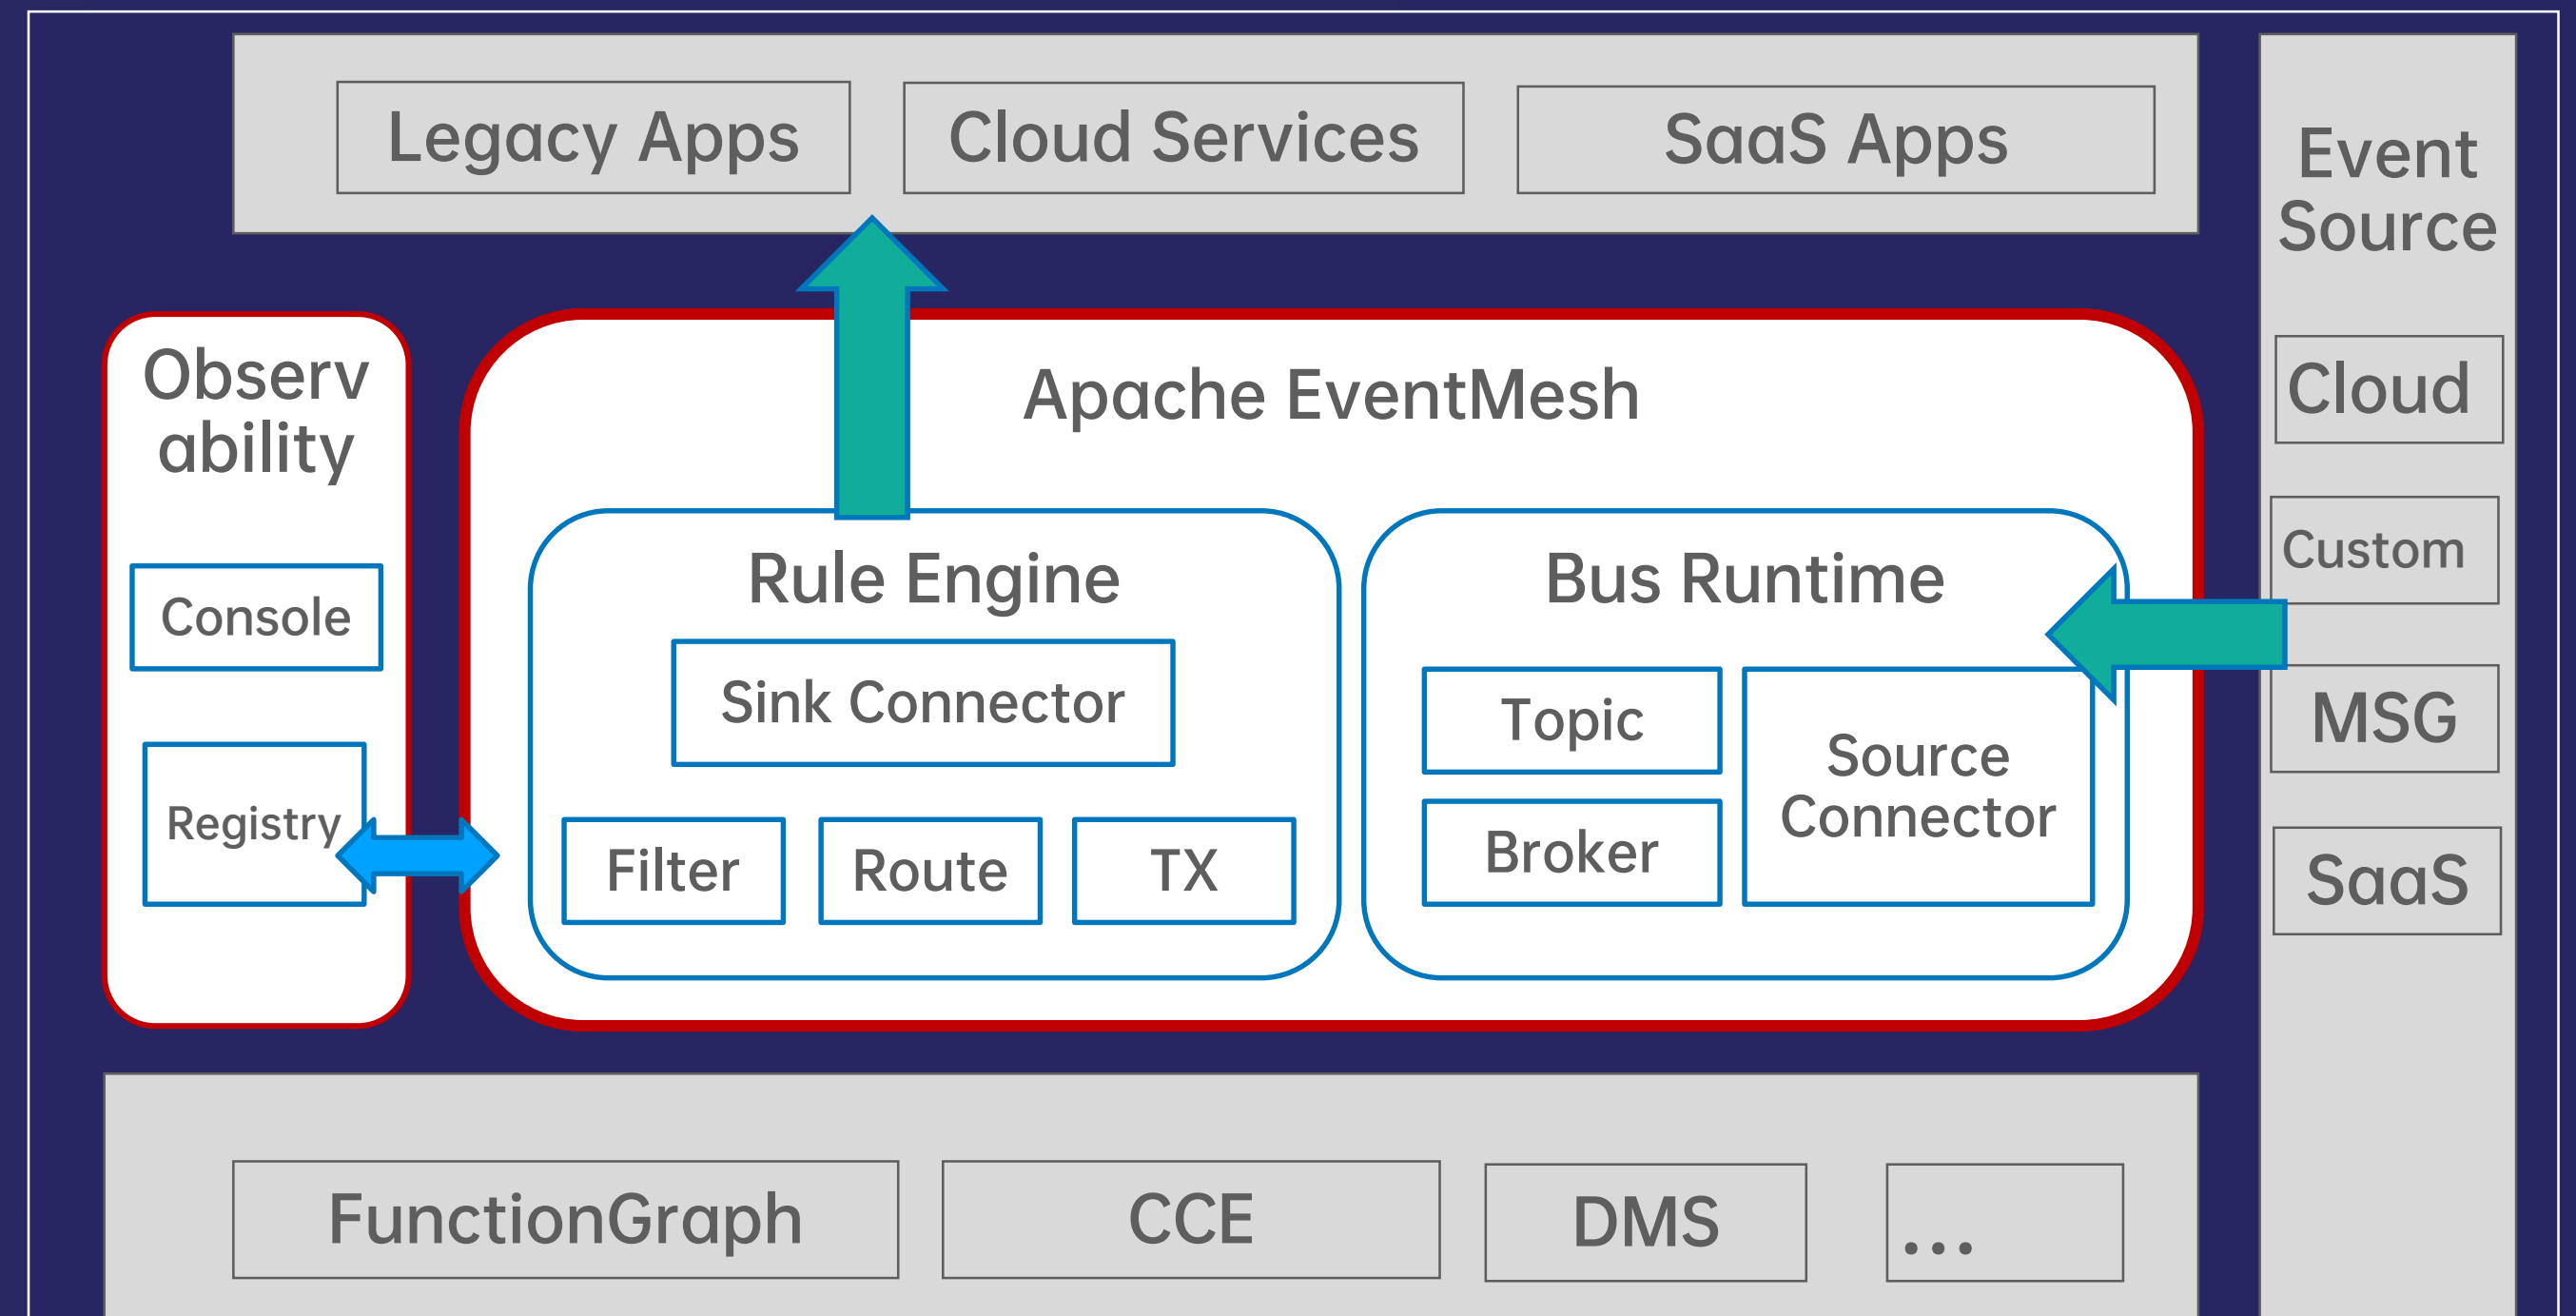 Legacy Apps
Cloud Services
SaaS Apps
Event
Source
Cloud
Custom
MSG
SaaS
Observ
ability
Console
Registry
Apache EventMesh
Rule Engine
Sink Connector
Filter
Route
TX
Bus Runtime
Topic
Broker
Source
Connector
FunctionGraph
CCE
DMS
...